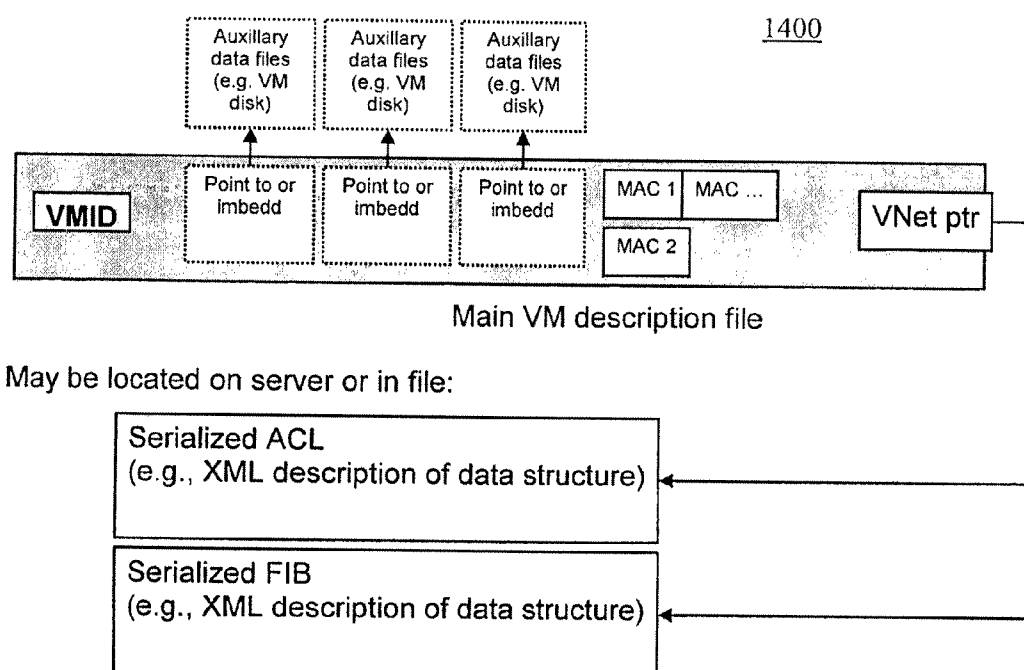 1400
Auxillary
data files
(e.g. VM
disk)
Auxillary
data files
(e.g. VM
disk)
Auxillary
data files
(e.g. VM
disk)
VMID
Point to or
imbedd
Point to or
imbedd
Point to or
imbedd
MAC 1
MAC ...
MAC 2
VNet ptr
Main VM description file
May be located on server or in file:
Serialized ACL
(e.g., XML description of data structure)
Serialized FIB
(e.g., XML description of data structure)